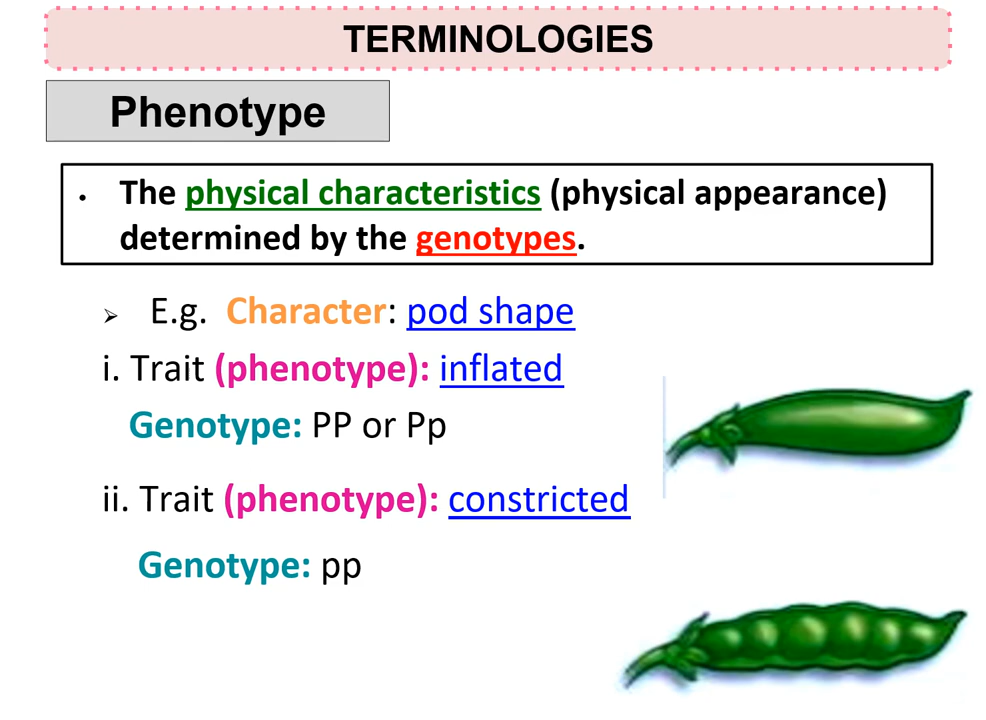 TERMINOLOGIES
Phenotype
• The physical characteristics (physical appearance)
determined by the genotypes.
➢ E.g. Character: pod shape
i. Trait (phenotype): inflated
Genotype: PP or Pp
ii. Trait (phenotype): constricted
Genotype: pp